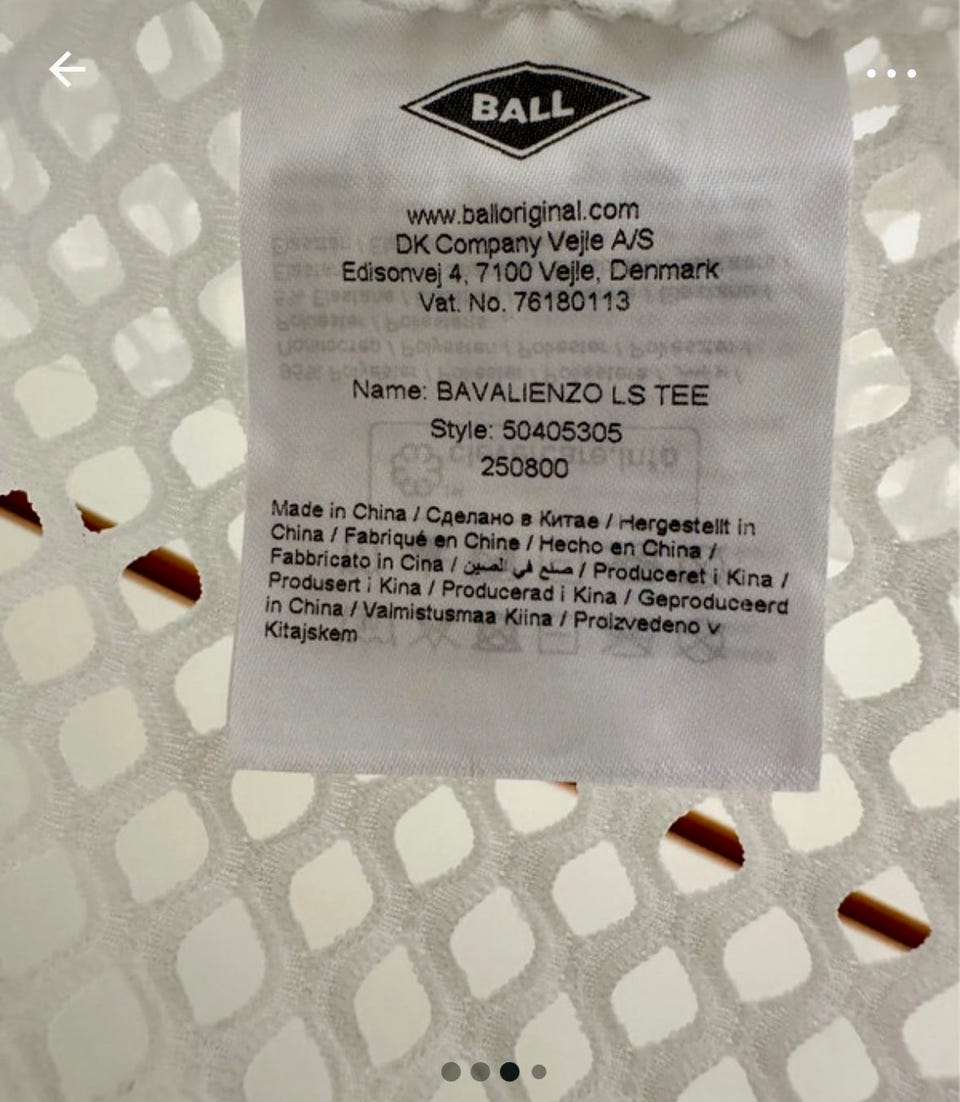 BALL
www.balloriginal.com
DK Company Vejle A/S
Edisonvej 4, 7100 Vejle, Denmark
Vat. No. 76180113
Name: BAVALIENZO LS TEE
Style: 50405305
250800
Made in China / Сделано в Китае / Hergestellt in
China / Fabriqué en Chine / Hecho en China /
Fabbricato in Cina / صنع في الصين / Produceret i Kina /
Produsert i Kina / Producerad i Kina / Geproduceerd
in China / Valmistusmaa Kiina / Proizvedeno v
Kitajskem